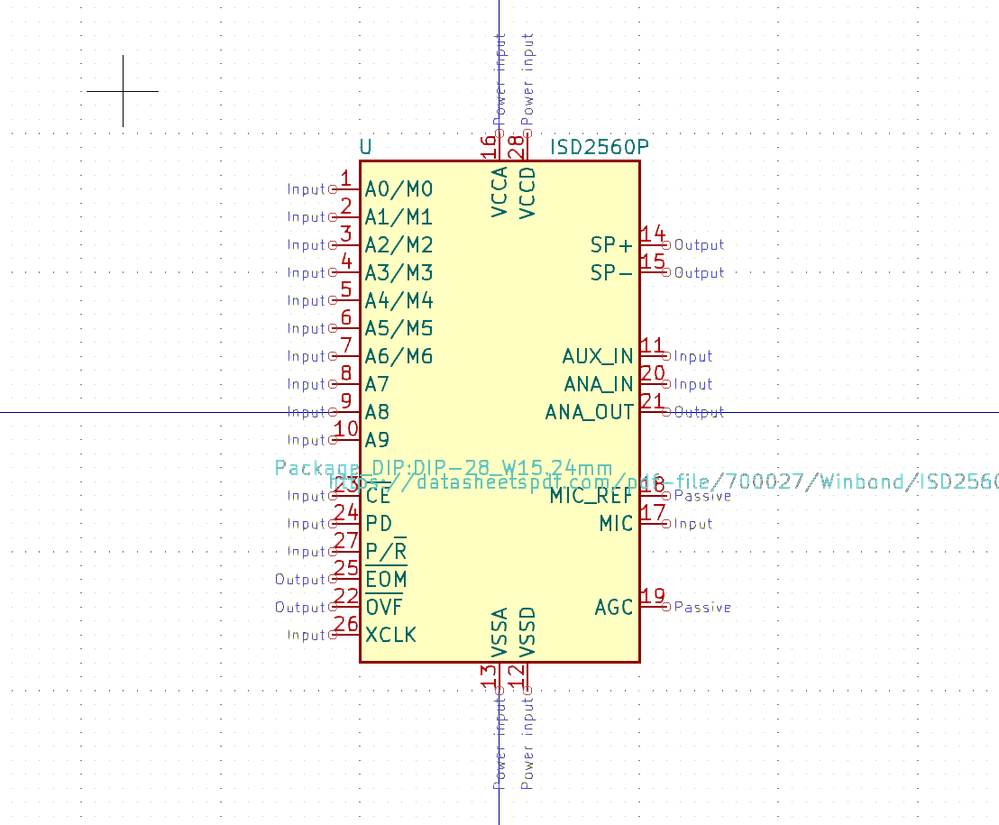 Power input
Power input
16
28
U
ISD2560P
VCCA
VCCD
Input 1 A0/M0
Input 2 A1/M1
Input 3 A2/M2
SP+ 14 Output
Input 4 A3/M3
SP- 15 Output
Input 5 A4/M4
Input 6 A5/M5
Input 7 A6/M6
AUX_IN 11 Input
Input 8 A7
ANA_IN 20 Input
Input 9 A8
ANA_OUT 21 Output
Input 10 A9
Package_DIP:DIP-28_W15.24mm
https://datasheetspdf.com/pdf-file/700027/Winbond/ISD2560
Input 23 CE
MIC_REF 18 Passive
Input 24 PD
MIC 17 Input
Input 27 P/R
Output 25 EOM
Output 22 OVF
AGC 19 Passive
Input 26 XCLK
VSSA
VSSD
13
12
Power input
Power input